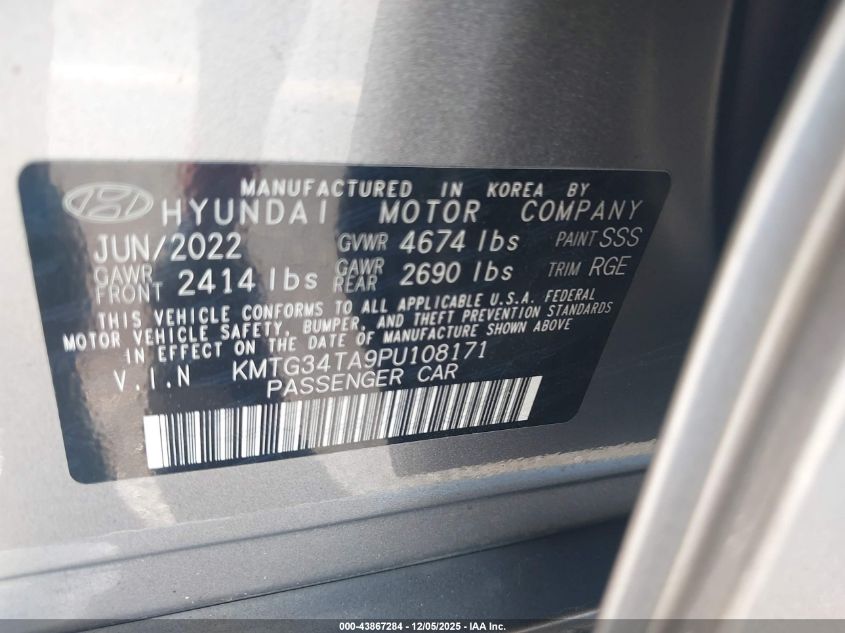 MANUFACTURED IN KOREA BY
HYUNDAI MOTOR COMPANY
JUN/2022 GVWR 4674 lbs PAINT SSS
GAWR FRONT 2414 lbs GAWR REAR 2690 lbs TRIM RGE
THIS VEHICLE CONFORMS TO ALL APPLICABLE U.S.A. FEDERAL
MOTOR VEHICLE SAFETY, BUMPER, AND THEFT PREVENTION STANDARDS
IN EFFECT ON THE DATE OF MANUFACTURE SHOWN ABOVE
V.I.N KMTG34TA9PU108171
PASSENGER CAR
000-43867284 | 12/05/2025 - IAA Inc.